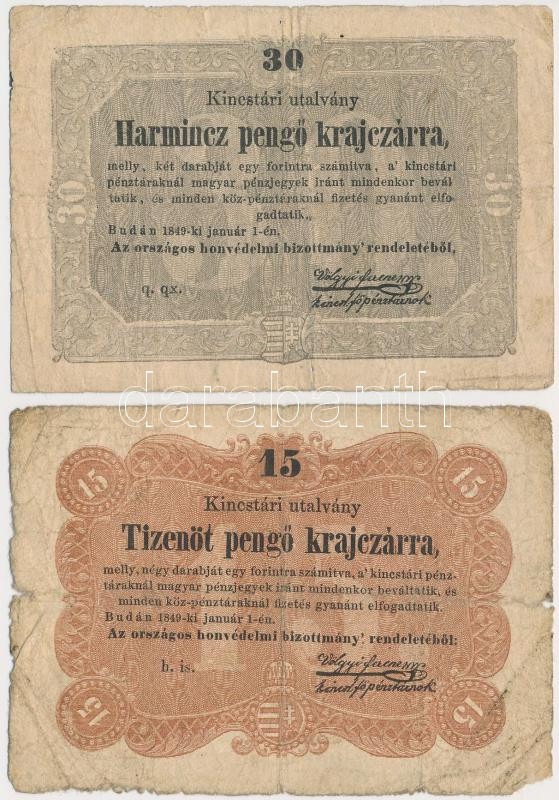 30
Kincstári utalvány
Harmincz pengő krajczárra,
melly, két darabját egy forintra számitva, a' kincstári
pénztáraknál magyar pénzjegyek iránt mindenkor bevál
tatik, és minden köz-pénztáraknál fizetés gyanánt elfo-
gadtatik,,
Budán 1849-ki január 1-én.
Az országos honvédelmi bizottmány' rendeletéből,
q. qx.
30
30
darabanth
15
15
15
Kincstári utalvány
Tizenöt pengő krajczárra,
melly, négy darabját egy forintra számitva, a' kincstári pénz-
táraknál magyar pénzjegyek iránt mindenkor beváltatik, és
minden köz-pénztáraknál fizetés gyanánt elfogadtatik.
Budán 1849-ki január 1-én.
Az országos honvédelmi bizottmány' rendeletéből:
h. is.
15
15